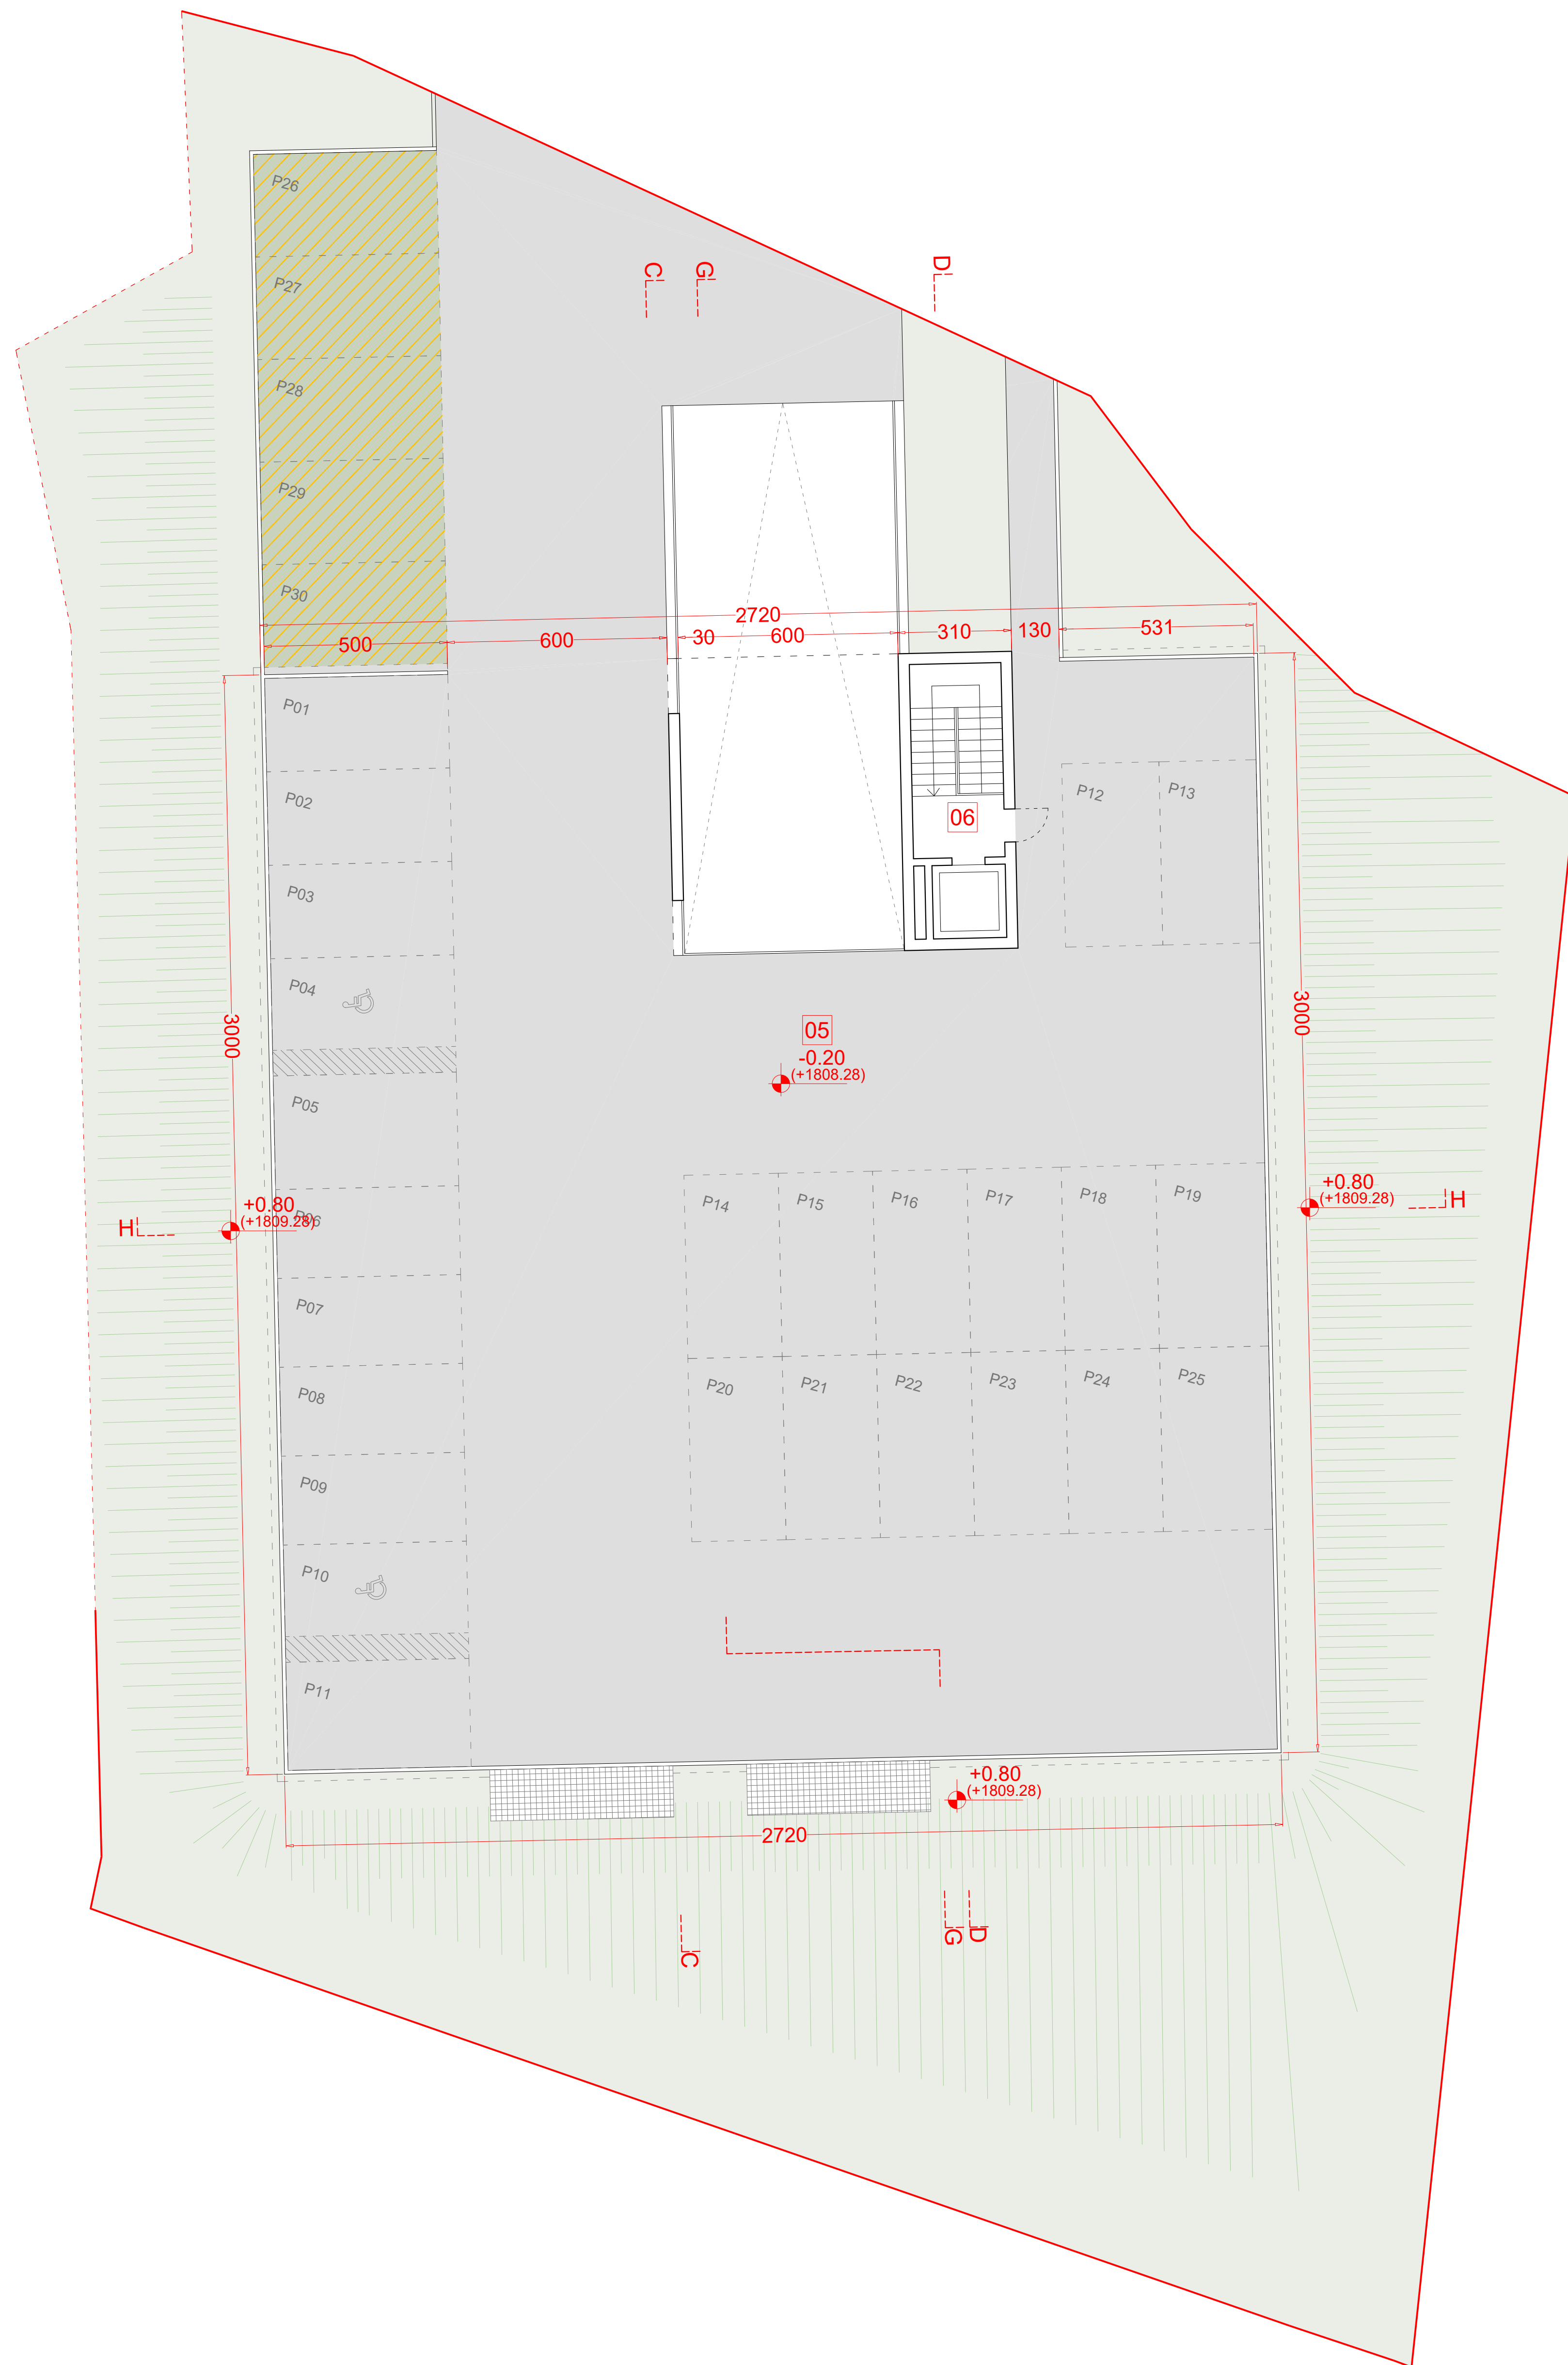 P26
C
G
D
P27
P28
P29
P30
2720
500
600
30
600
310
130
531
P01
P02
P03
P04
P12
P13
06
3000
3000
05
-0.20
(+1808.28)
P05
+0.80
(+1809.28)
P06
H
P14
P15
P16
P17
P18
P19
+0.80
(+1809.28)
H
P07
P08
P20
P21
P22
P23
P24
P25
P09
P10
P11
+0.80
(+1809.28)
2720
C
G
D